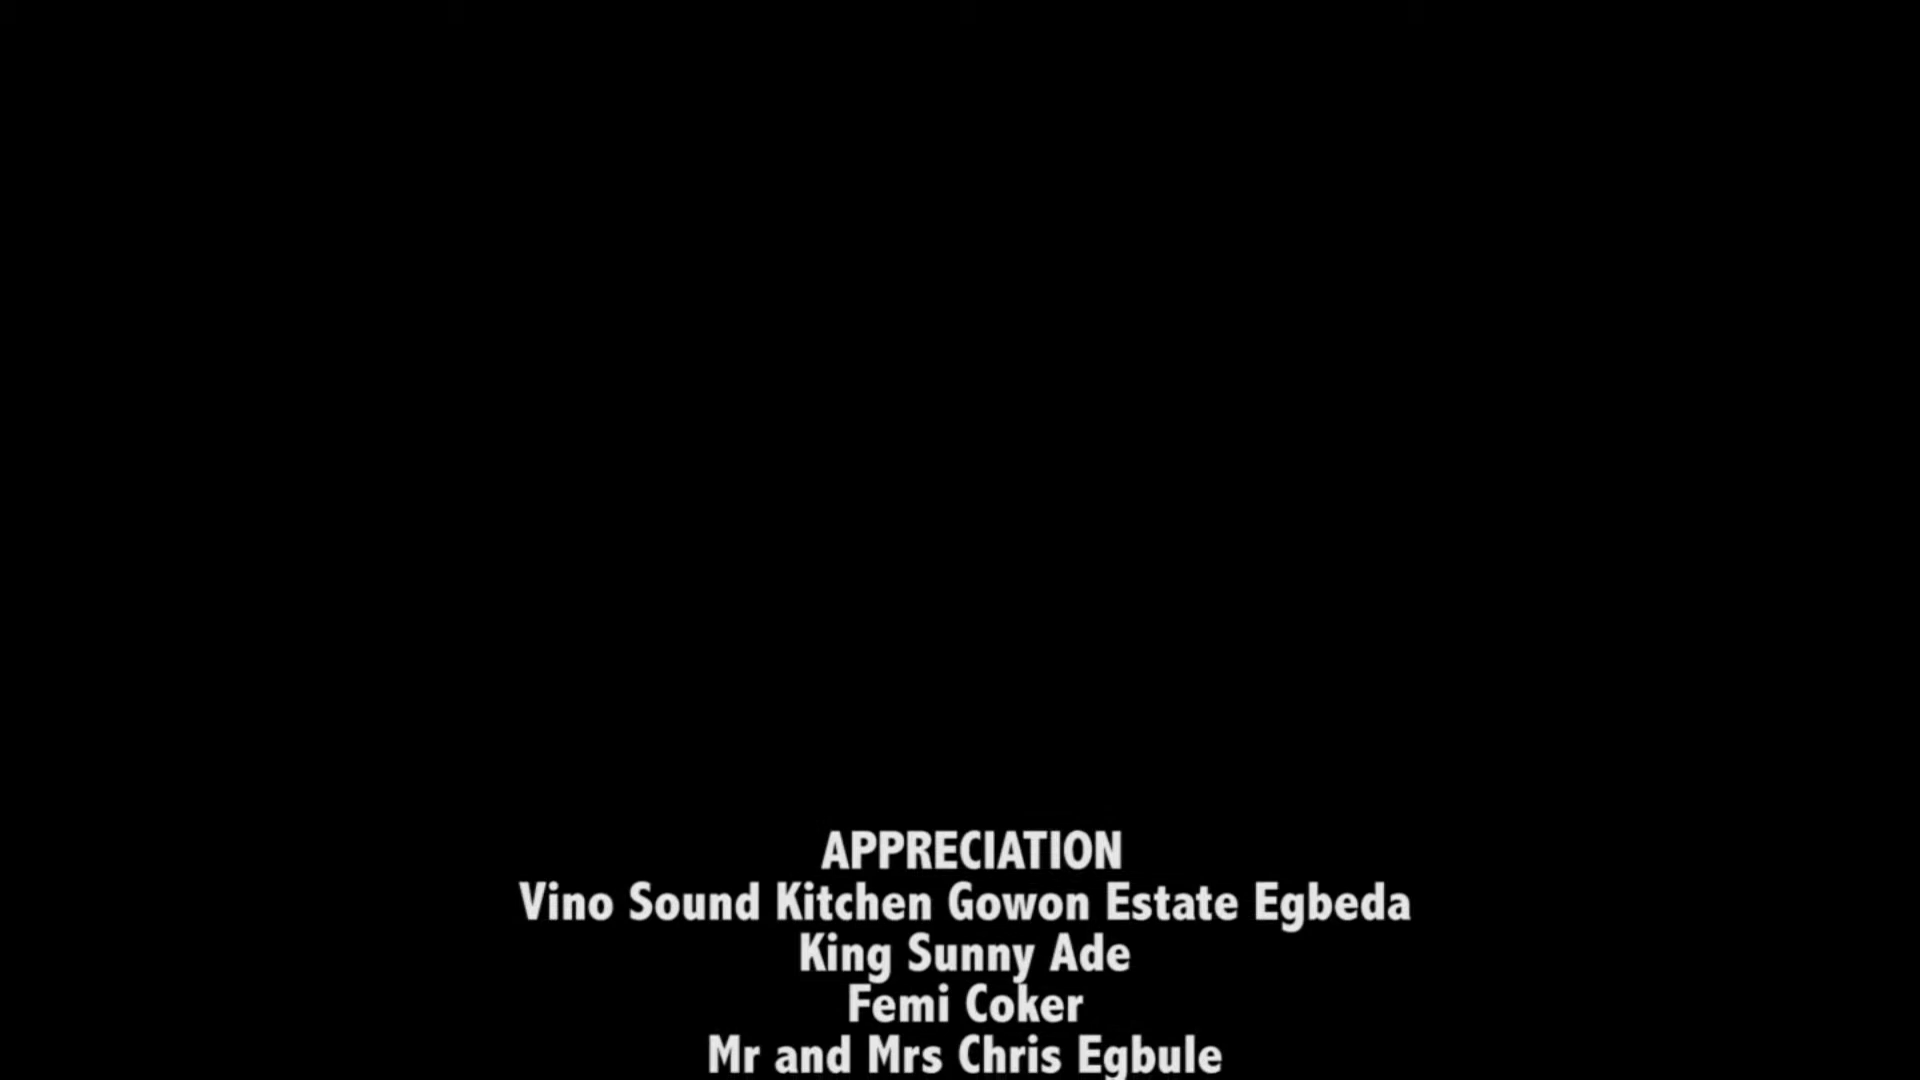 APPRECIATION
Vino Sound Kitchen Gowon Estate Egbeda
King Sunny Ade
Femi Coker
Mr and Mrs Chris Egbule